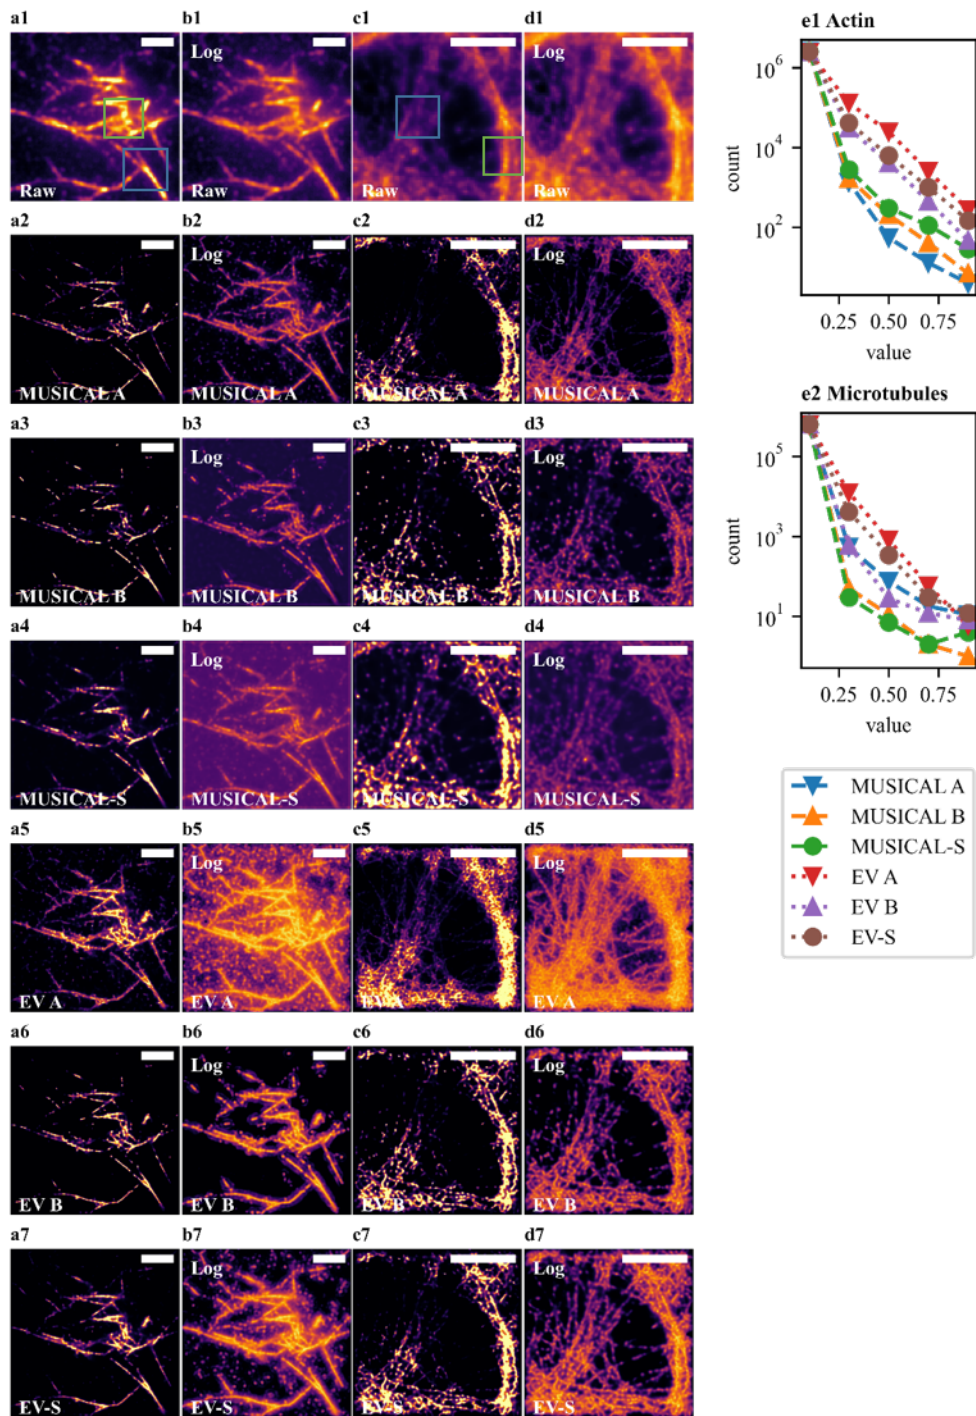 a1 b1 c1 d1
Raw Log Raw Log
a2 b2 c2 d2
MUSICAL A Log MUSICAL A MUSICAL-S Log MUSICAL A
a3 b3 c3 d3
MUSICAL B Log MUSICAL B MUSICAL-B Log MUSICAL B
a4 b4 c4 d4
MUSICAL-S Log MUSICAL-S MUSICAL-S Log MUSICAL-S
a5 b5 c5 d5
EV A Log EV A EV A Log EV A
a6 b6 c6 d6
EV B Log EV B EV B Log EV B
a7 b7 c7 d7
EV-S Log EV-S EV-S Log EV-S
e1 Actin
10^6
10^4
10^2
count
0.25 0.50 0.75
value
e2 Microtubules
10^5
10^3
10^1
count
0.25 0.50 0.75
value
MUSICAL A
MUSICAL B
MUSICAL-S
EV A
EV B
EV-S